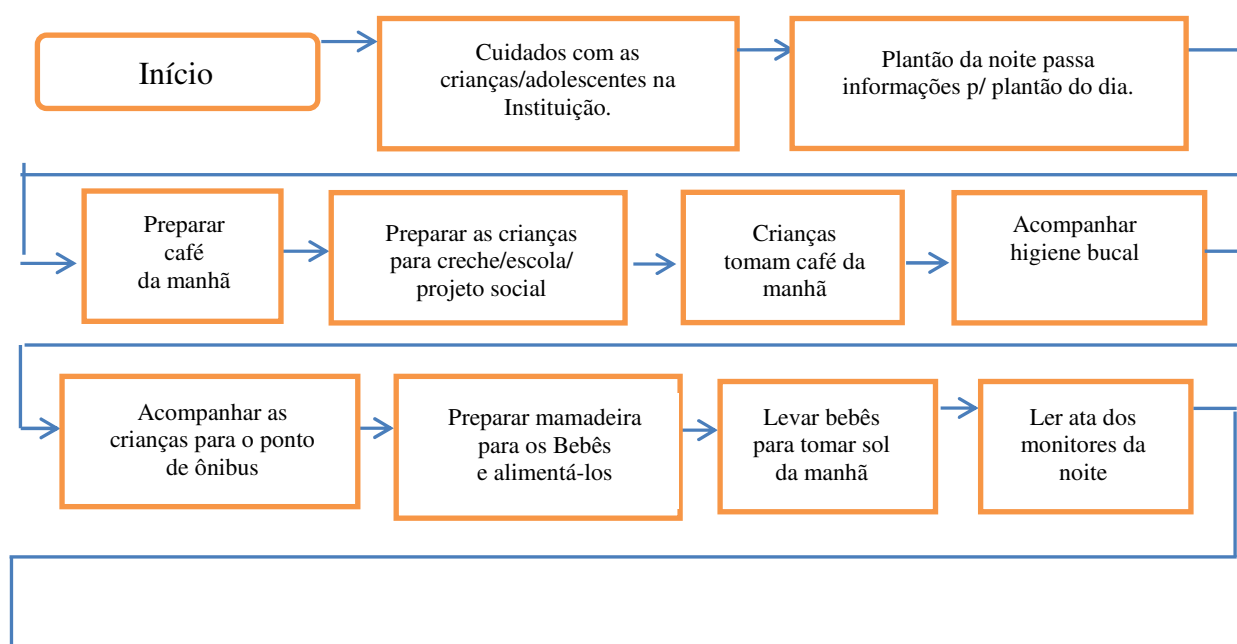 Início
Cuidados com as
crianças/adolescentes na
Instituição.
Plantão da noite passa
informações p/ plantão do dia.
Preparar
café
da manhã
Preparar as crianças
para creche/escola/
projeto social
Crianças
tomam café da
manhã
Acompanhar
higiene bucal
Acompanhar as
crianças para o ponto
de ônibus
Preparar mamadeira
para os Bebês
e alimentá-los
Levar bebês
para tomar sol
da manhã
Ler ata dos
monitores da
noite